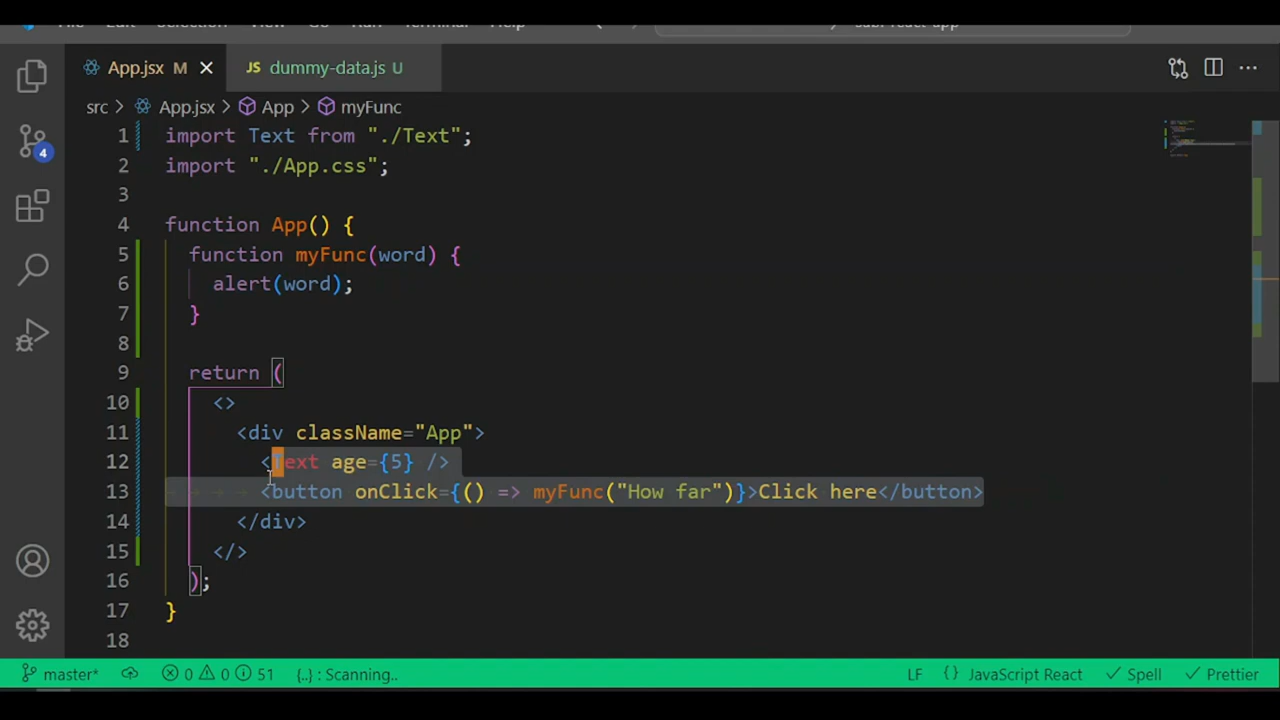 App.jsx M
JS dummy-data.js U
src > App.jsx > App > myFunc
1 import Text from "./Text";
2 import "./App.css";
3
4 function App() {
5 function myFunc(word) {
6 alert(word);
7 }
8
9 return (
10 <>
11 <div className="App">
12 <Text age={5} />
13 <button onClick={() => myFunc("How far")}>Click here</button>
14 </div>
15 </>
16 );
17 }
18
4
master* 0 0 51 {..} : Scanning.. LF {} JavaScript React Spell Prettier